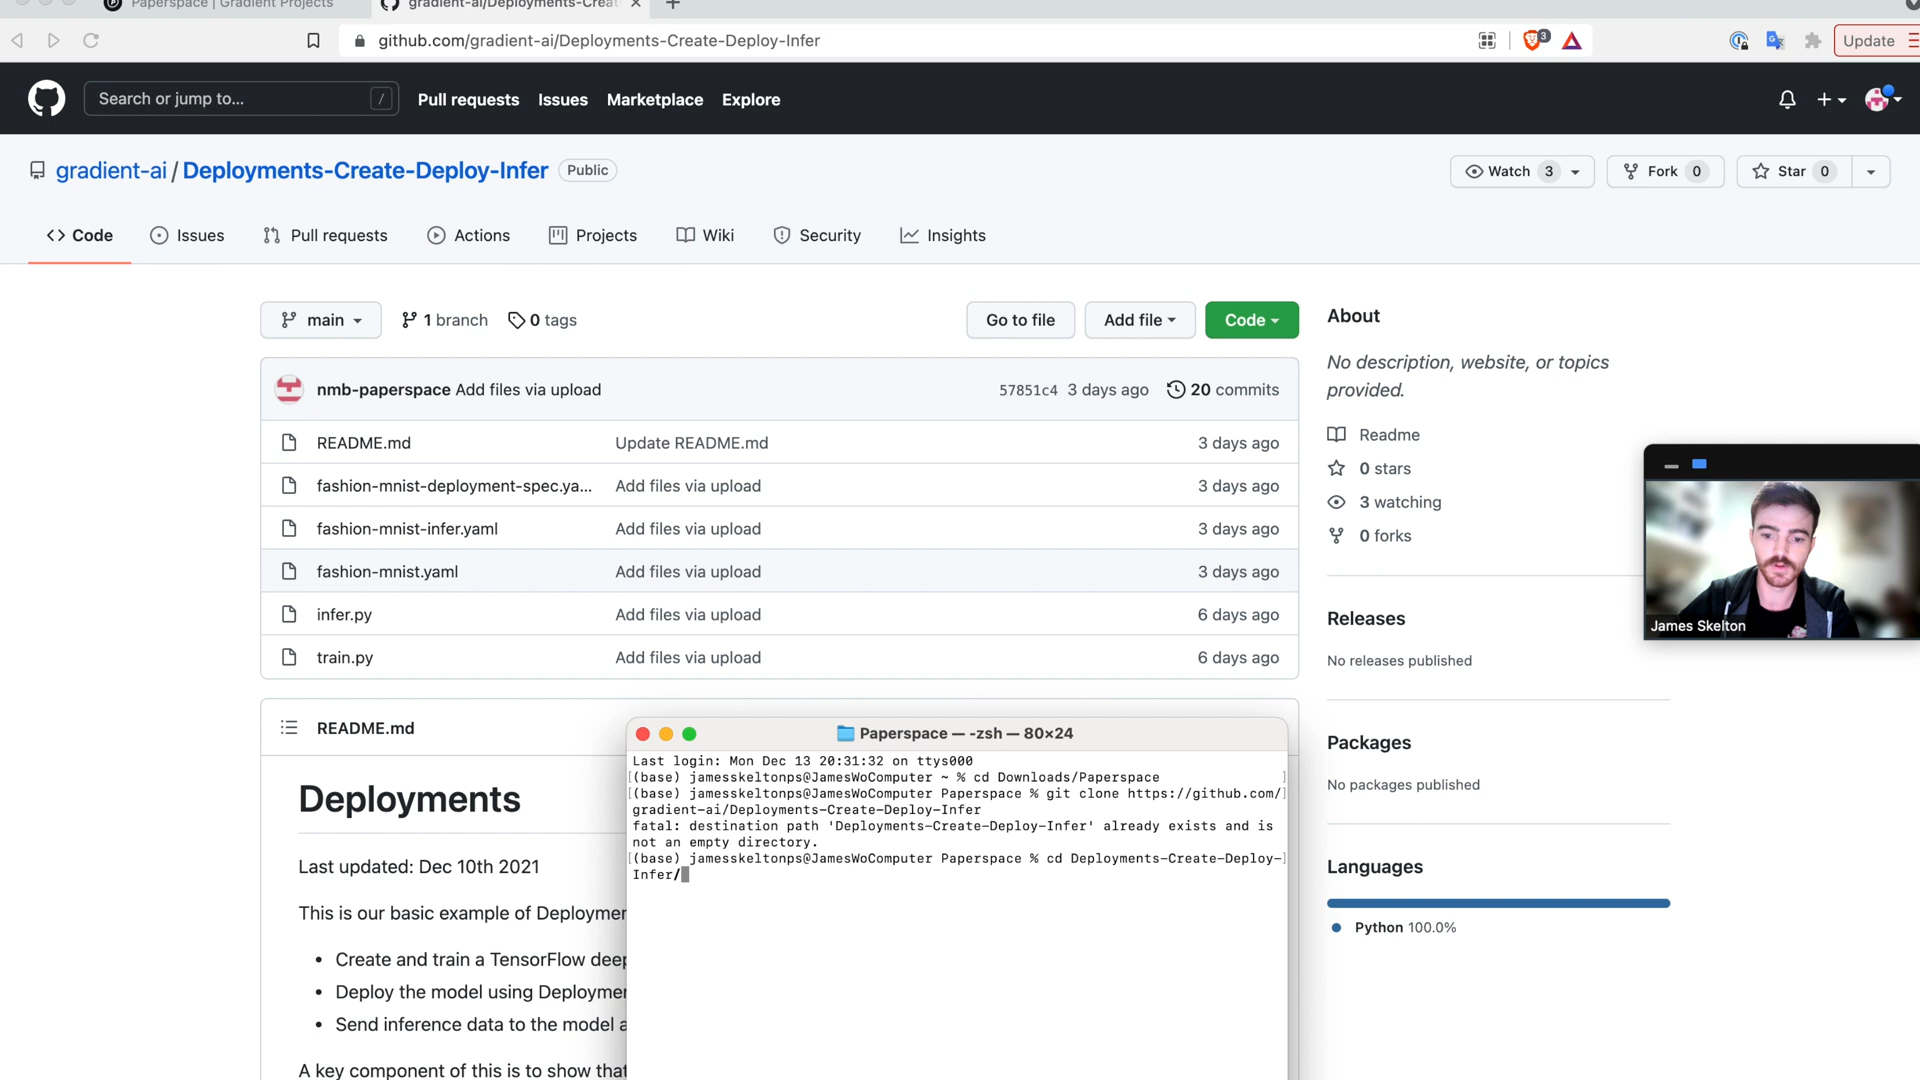 Paperspace | Gradient Projects
gradient-ai/Deployments-Creat
github.com/gradient-ai/Deployments-Create-Deploy-Infer
3
Update
Search or jump to...
/
Pull requests
Issues
Marketplace
Explore
gradient-ai / Deployments-Create-Deploy-Infer
Public
Watch 3
Fork 0
Star 0
Code
Issues
Pull requests
Actions
Projects
Wiki
Security
Insights
main
1 branch
0 tags
Go to file
Add file
Code
nmb-paperspace Add files via upload
57851c4 3 days ago
20 commits
README.md
Update README.md
3 days ago
fashion-mnist-deployment-spec.ya...
Add files via upload
3 days ago
fashion-mnist-infer.yaml
Add files via upload
3 days ago
fashion-mnist.yaml
Add files via upload
3 days ago
infer.py
Add files via upload
6 days ago
train.py
Add files via upload
6 days ago
README.md
Deployments
Last updated: Dec 10th 2021
This is our basic example of Deploymen
• Create and train a TensorFlow deep
• Deploy the model using Deploymen
• Send inference data to the model a
A key component of this is to show that
Paperspace — -zsh — 80×24
Last login: Mon Dec 13 20:31:32 on ttys000
[(base) jamesskeltonps@JamesWoComputer ~ % cd Downloads/Paperspace ]
[(base) jamesskeltonps@JamesWoComputer Paperspace % git clone https://github.com/]
gradient-ai/Deployments-Create-Deploy-Infer
fatal: destination path 'Deployments-Create-Deploy-Infer' already exists and is
not an empty directory.
[(base) jamesskeltonps@JamesWoComputer Paperspace % cd Deployments-Create-Deploy-]
Infer/
About
No description, website, or topics
provided.
Readme
0 stars
3 watching
0 forks
Releases
No releases published
Packages
No packages published
Languages
Python 100.0%
James Skelton